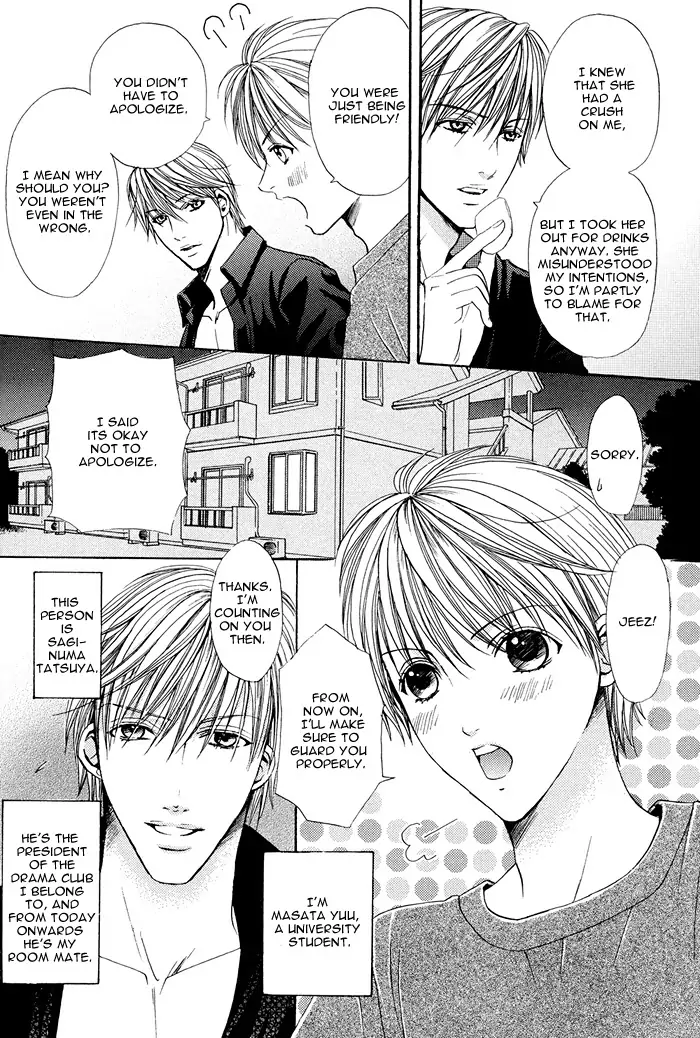 I KNEW
THAT SHE
HAD A
CRUSH
ON ME,
BUT I TOOK HER
OUT FOR DRINKS
ANYWAY. SHE
MISUNDERSTOOD
MY INTENTIONS,
SO I'M PARTLY
TO BLAME FOR
THAT.
YOU WERE
JUST BEING
FRIENDLY!
YOU DIDN'T
HAVE TO
APOLOGIZE.
I MEAN WHY
SHOULD YOU?
YOU WEREN'T
EVEN IN THE
WRONG.
SORRY.
I SAID
ITS OKAY
NOT TO
APOLOGIZE.
JEEZ!
FROM
NOW ON,
I'LL MAKE
SURE TO
GUARD YOU
PROPERLY.
I'M
MASATA YUU,
A UNIVERSITY
STUDENT.
THANKS.
I'M
COUNTING
ON YOU
THEN.
THIS
PERSON
IS
SAGI-
NUMA
TATSUYA.
HE'S THE
PRESIDENT
OF THE
DRAMA CLUB
I BELONG
TO, AND
FROM TODAY
ONWARDS
HE'S MY
ROOM MATE.